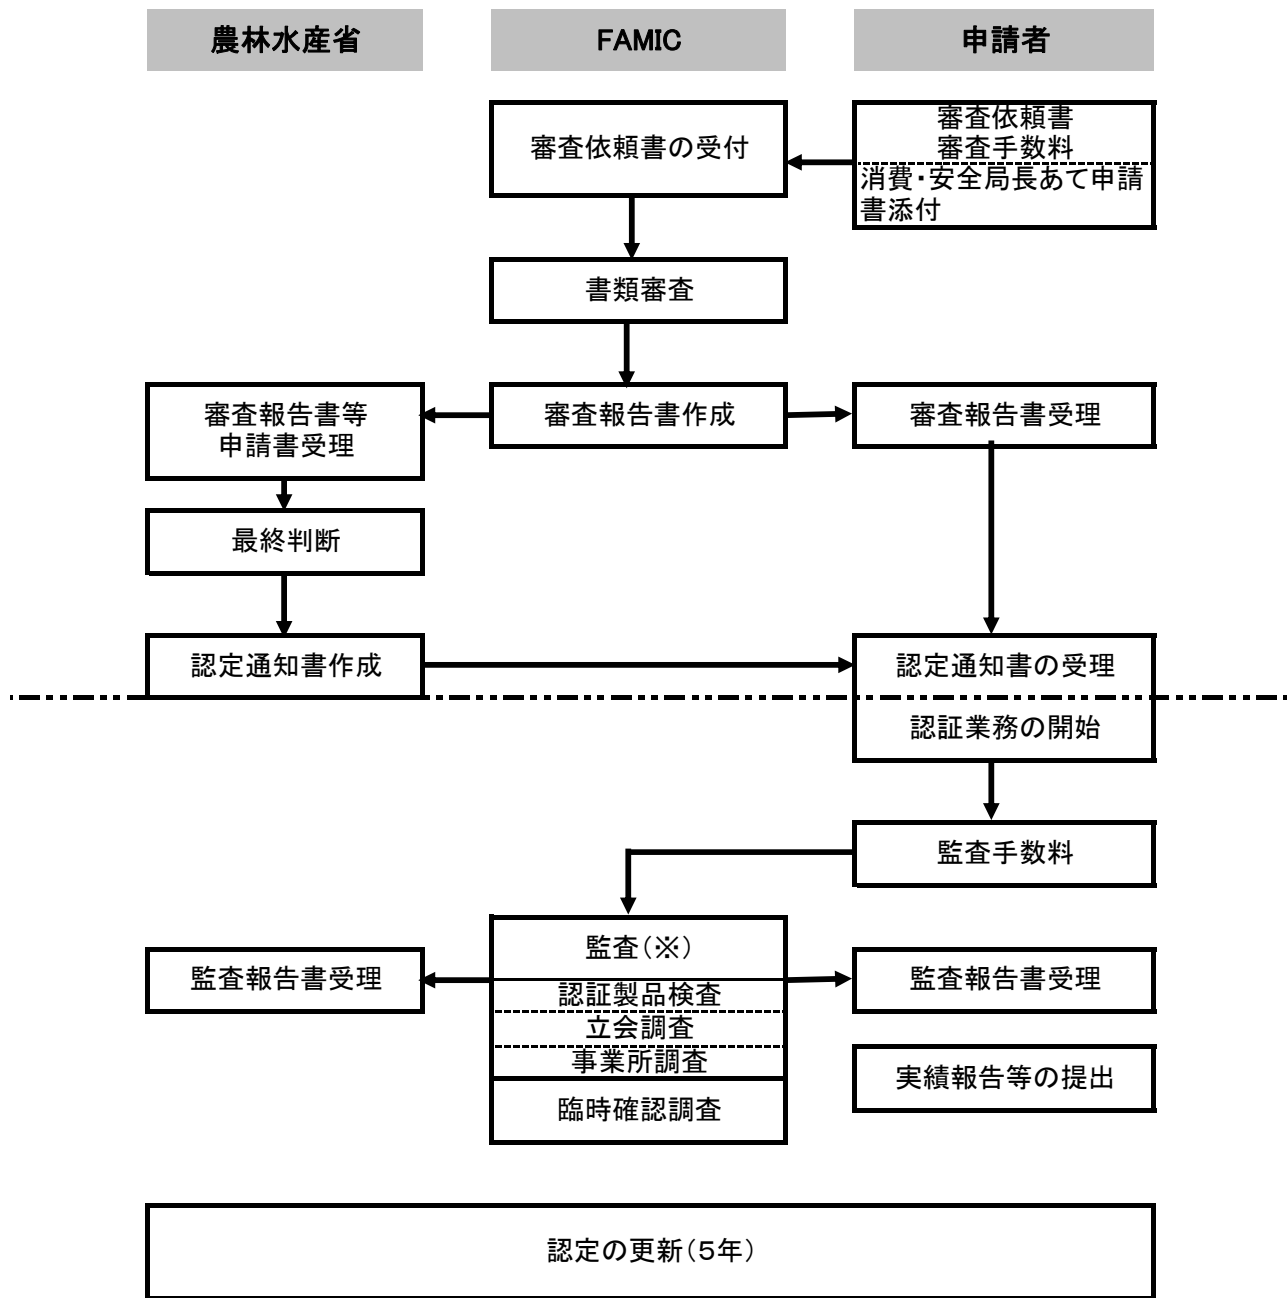 農林水産省
FAMIC
申請者
審査依頼書の受付
審査依頼書
審査手数料
消費・安全局長あて申請
書添付
書類審査
審査報告書等
申請書受理
審査報告書作成
審査報告書受理
最終判断
認定通知書作成
認定通知書の受理
認証業務の開始
監査手数料
監査(※)
監査報告書受理
監査報告書受理
認証製品検査
立会調査
事業所調査
実績報告等の提出
臨時確認調査
認定の更新(5年)